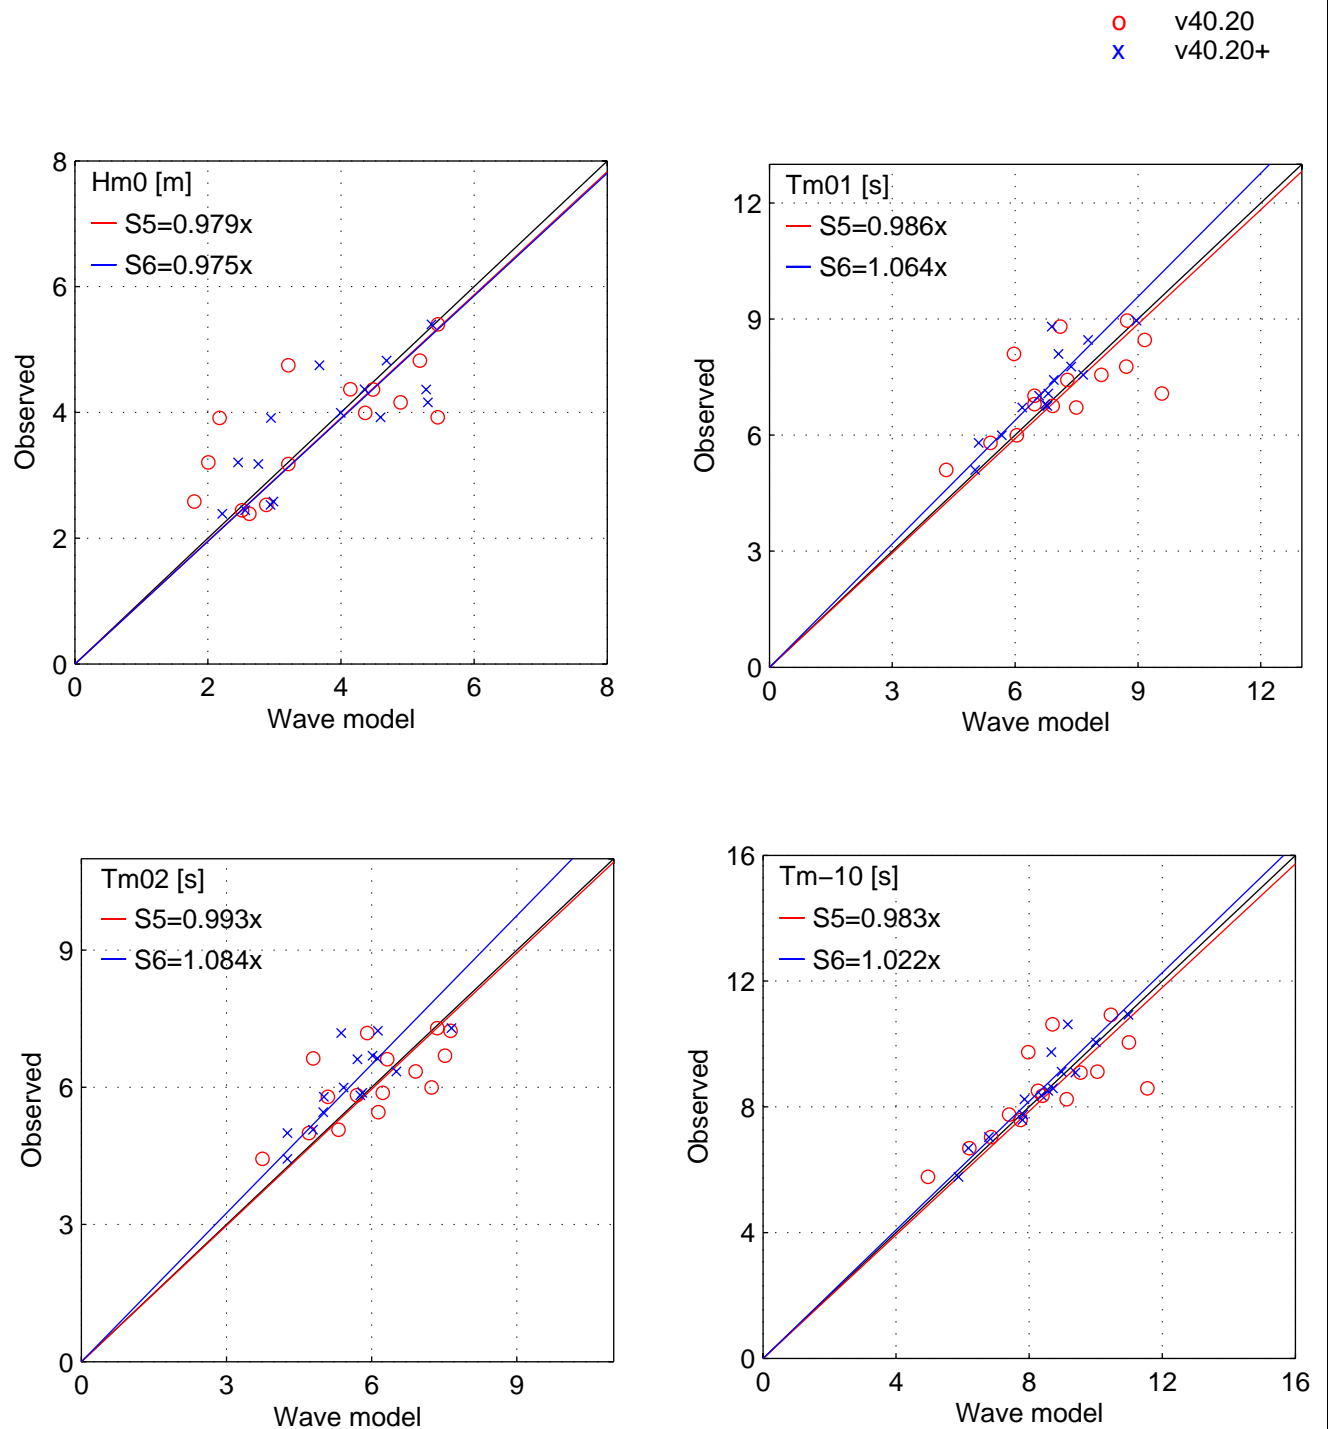 o v40.20
x v40.20+
Hm0 [m]
S5=0.979x
S6=0.975x
8
6
4
2
0
0 2 4 6 8
Observed
Wave model
Tm01 [s]
S5=0.986x
S6=1.064x
12
9
6
3
0
0 3 6 9 12
Observed
Wave model
Tm02 [s]
S5=0.993x
S6=1.084x
9
6
3
0
0 3 6 9
Observed
Wave model
Tm−10 [s]
S5=0.983x
S6=1.022x
16
12
8
4
0
0 4 8 12 16
Observed
Wave model